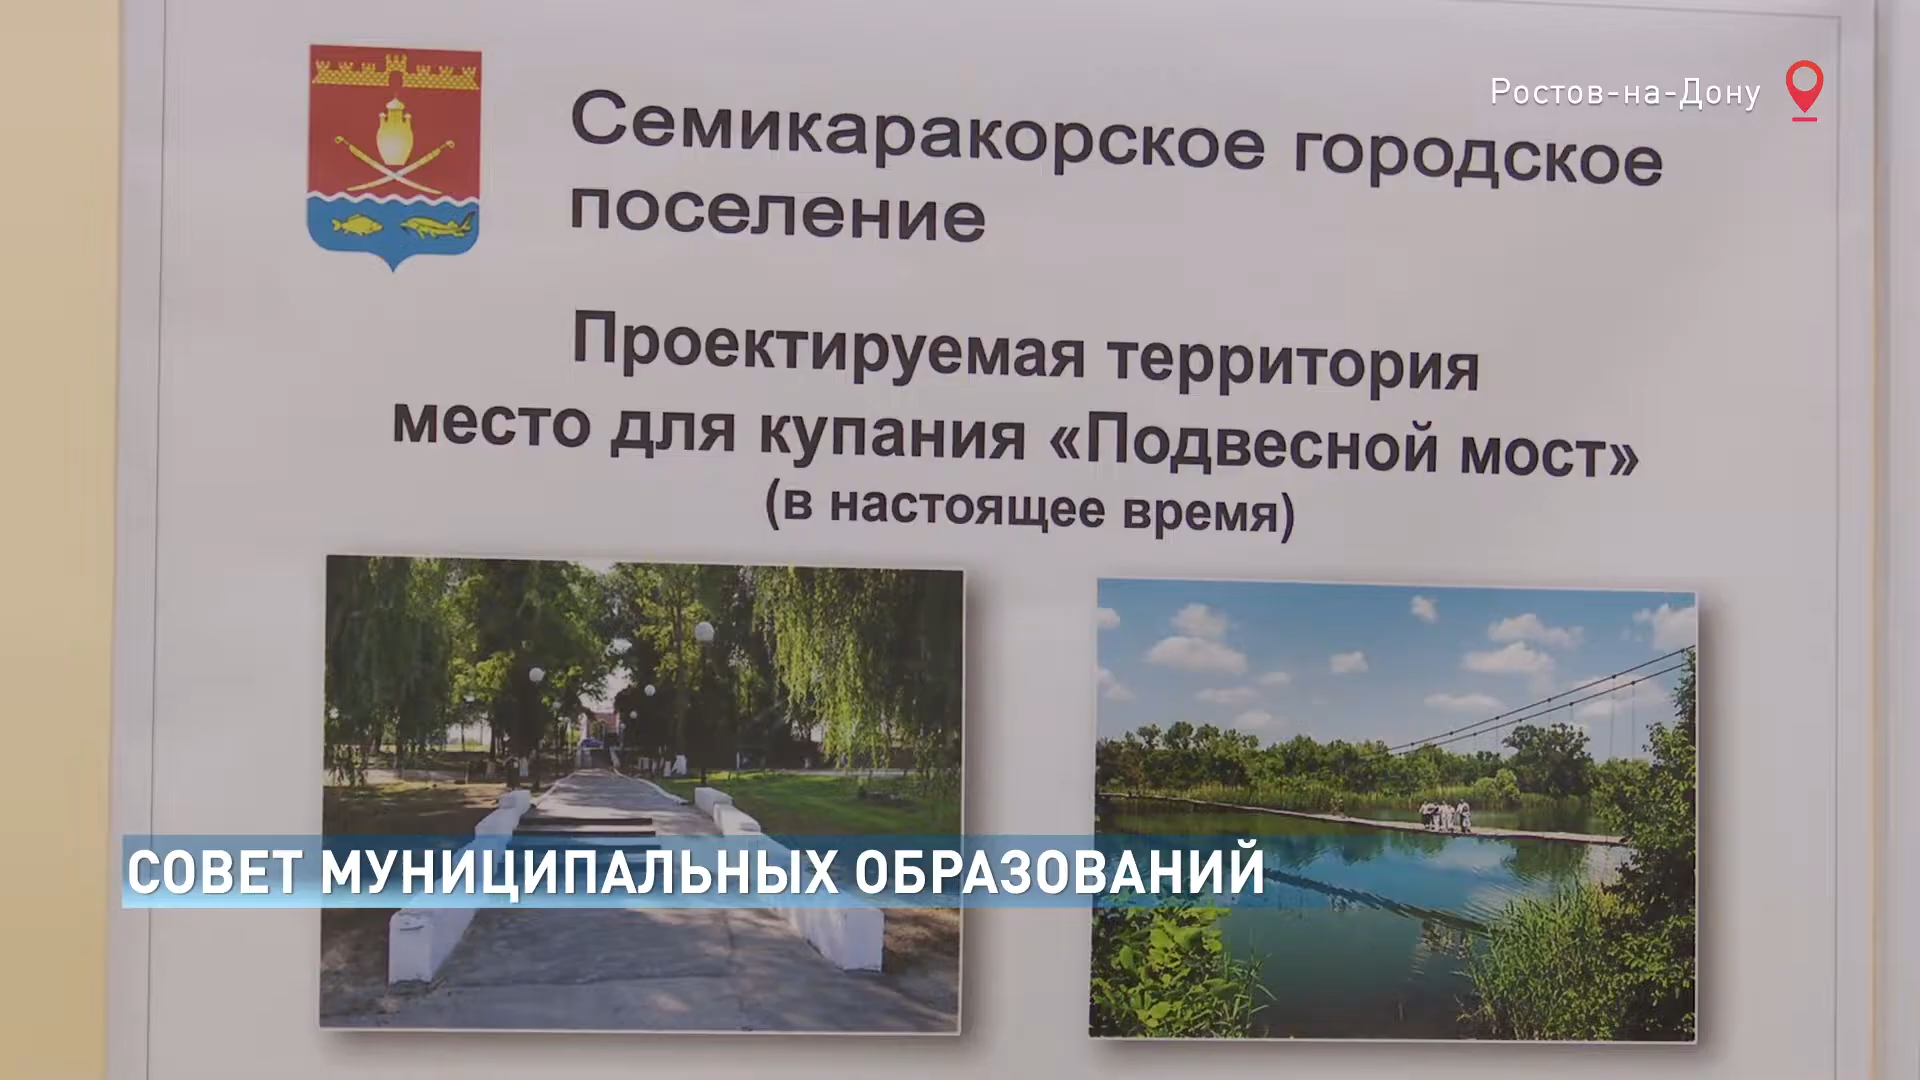 Ростов-на-Дону
Семикаракорское городское
поселение
Проектируемая территория
место для купания «Подвесной мост»
(в настоящее время)
СОВЕТ МУНИЦИПАЛЬНЫХ ОБРАЗОВАНИЙ